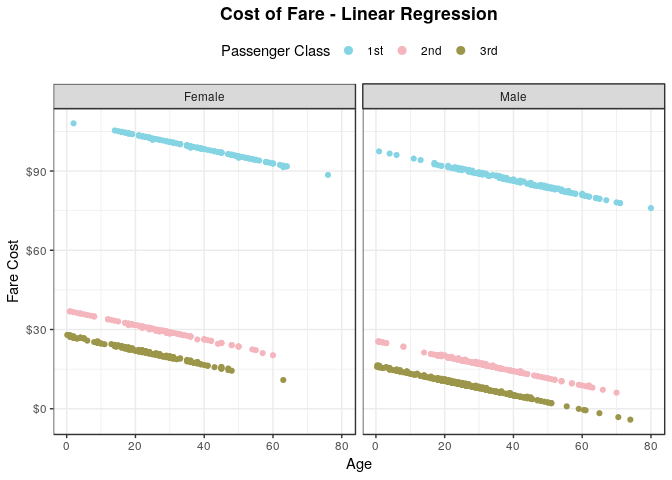 Cost of Fare - Linear Regression
Passenger Class 1st 2nd 3rd
Female Male
$90
$60
$30
$0
Fare Cost
0 20 40 60 80 0 20 40 60 80
Age